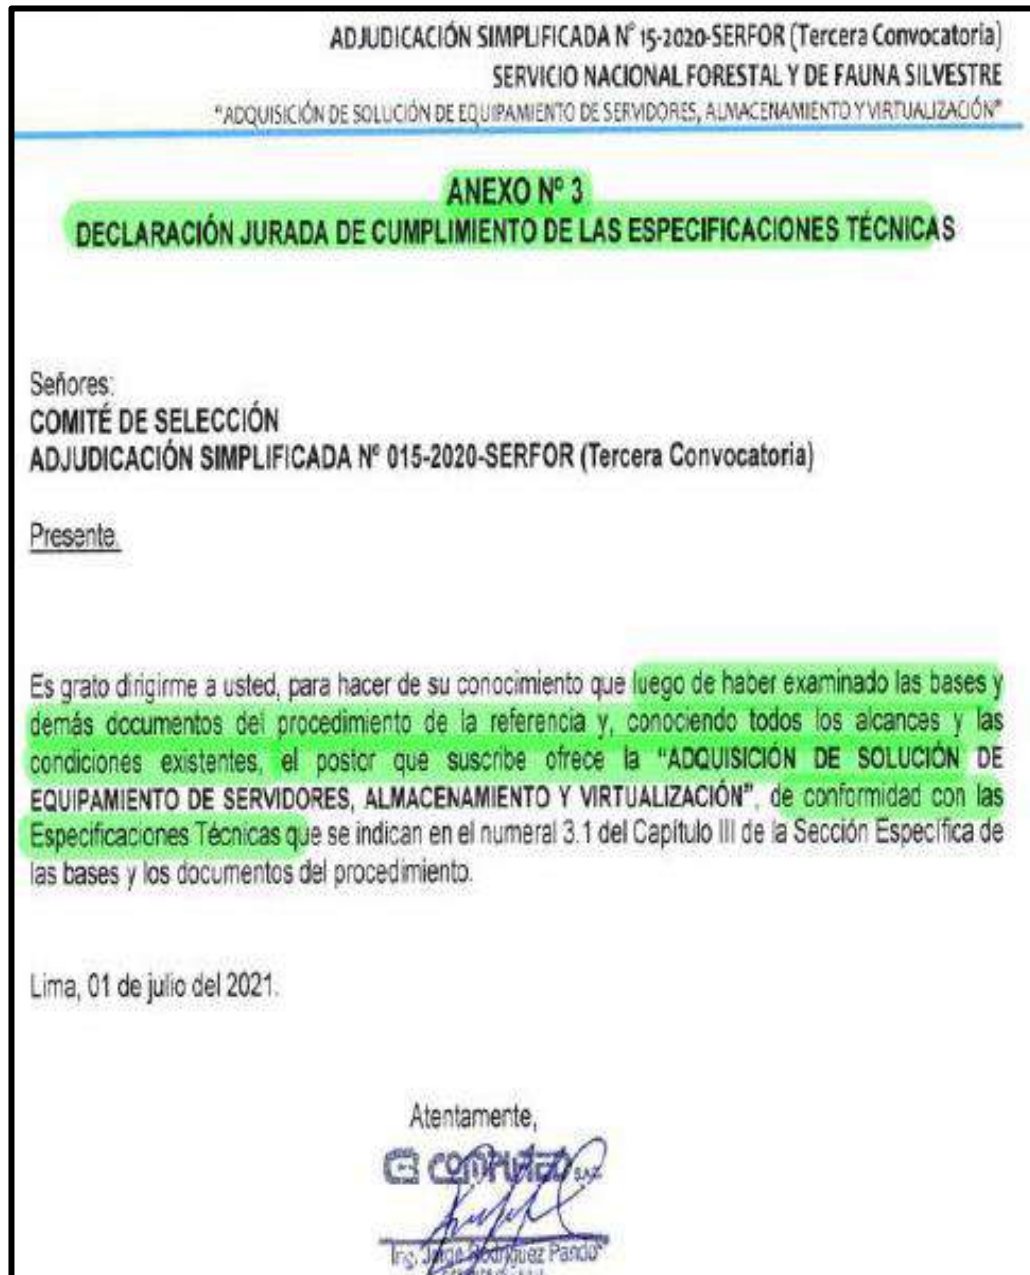 ADJUDICACIÓN SIMPLIFICADA N° 15-2020-SERFOR (Tercera Convocatoria)
SERVICIO NACIONAL FORESTAL Y DE FAUNA SILVESTRE
"ADQUISICIÓN DE SOLUCIÓN DE EQUIPAMIENTO DE SERVIDORES, ALMACENAMIENTO Y VIRTUALIZACIÓN"
ANEXO Nº 3
DECLARACIÓN JURADA DE CUMPLIMIENTO DE LAS ESPECIFICACIONES TÉCNICAS
Señores:
COMITÉ DE SELECCIÓN
ADJUDICACIÓN SIMPLIFICADA Nº 015-2020-SERFOR (Tercera Convocatoria)
Presente.
Es grato dirigirme a usted, para hacer de su conocimiento que luego de haber examinado las bases y
demás documentos del procedimiento de la referencia y, conociendo todos los alcances y las
condiciones existentes, el postor que suscribe ofrece la "ADQUISICIÓN DE SOLUCIÓN DE
EQUIPAMIENTO DE SERVIDORES, ALMACENAMIENTO Y VIRTUALIZACIÓN", de conformidad con las
Especificaciones Técnicas que se indican en el numeral 3.1 del Capítulo III de la Sección Específica de
las bases y los documentos del procedimiento.
Lima, 01 de julio del 2021.
Atentamente,
S.A.C.
Ing. Jorge Rodríguez Pando